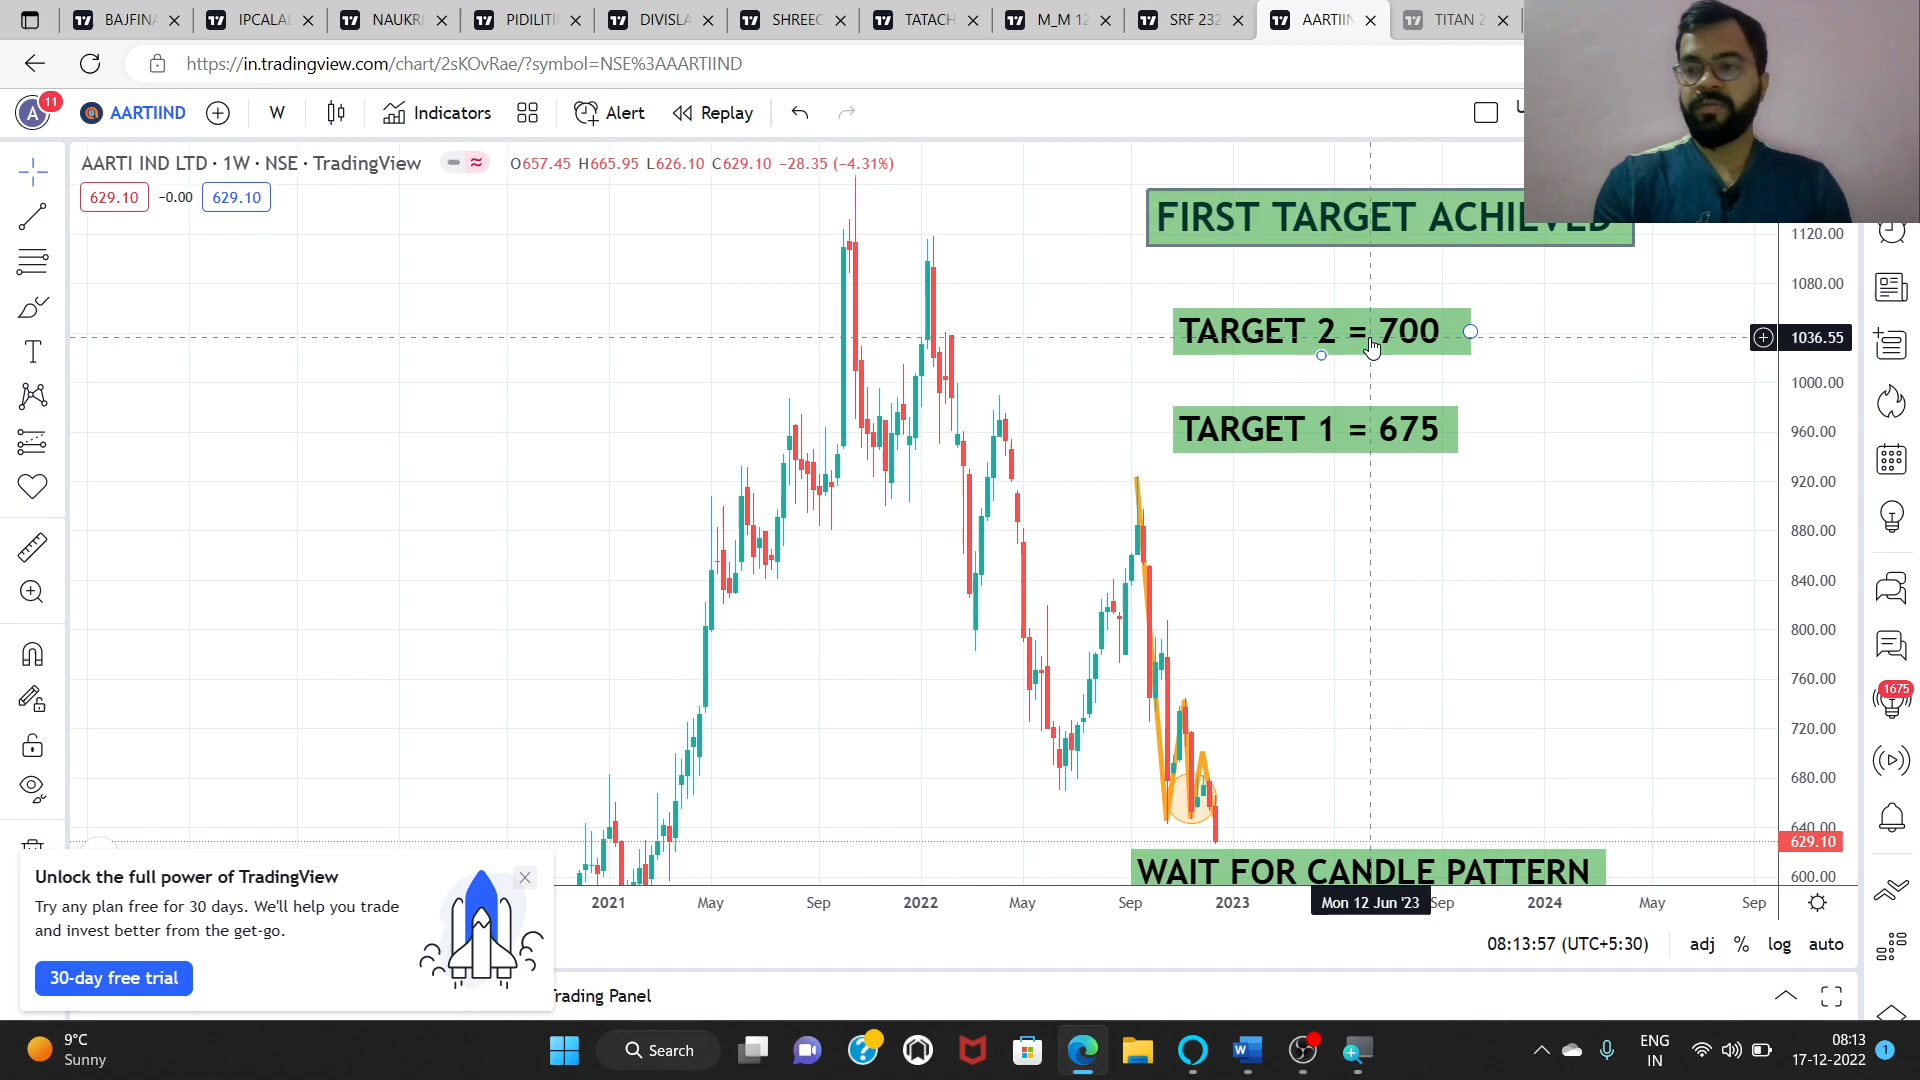 BAJFINA
IPCALAB
NAUKRI
PIDILITI
DIVISLA
SHREEC
TATACH
M_M 12
SRF 232
AARTIIN
TITAN 2
https://in.tradingview.com/chart/2sKOvRae/?symbol=NSE%3AAARTIIND
A
11
AARTIIND
W
Indicators
Alert
Replay
AARTI IND LTD · 1W · NSE · TradingView
O657.45 H665.95 L626.10 C629.10 −28.35 (−4.31%)
629.10
−0.00
629.10
FIRST TARGET ACHIEVED
TARGET 2 = 700
TARGET 1 = 675
WAIT FOR CANDLE PATTERN
1120.00
1080.00
1036.55
1000.00
960.00
920.00
880.00
840.00
800.00
760.00
720.00
680.00
640.00
629.10
600.00
1675
2021
May
Sep
2022
May
Sep
2023
Mon 12 Jun '23
Sep
2024
May
Sep
Unlock the full power of TradingView
Try any plan free for 30 days. We'll help you trade
and invest better from the get-go.
30-day free trial
08:13:57 (UTC+5:30)
adj
%
log
auto
Trading Panel
9°C
Sunny
Search
ENG
IN
08:13
17-12-2022
1